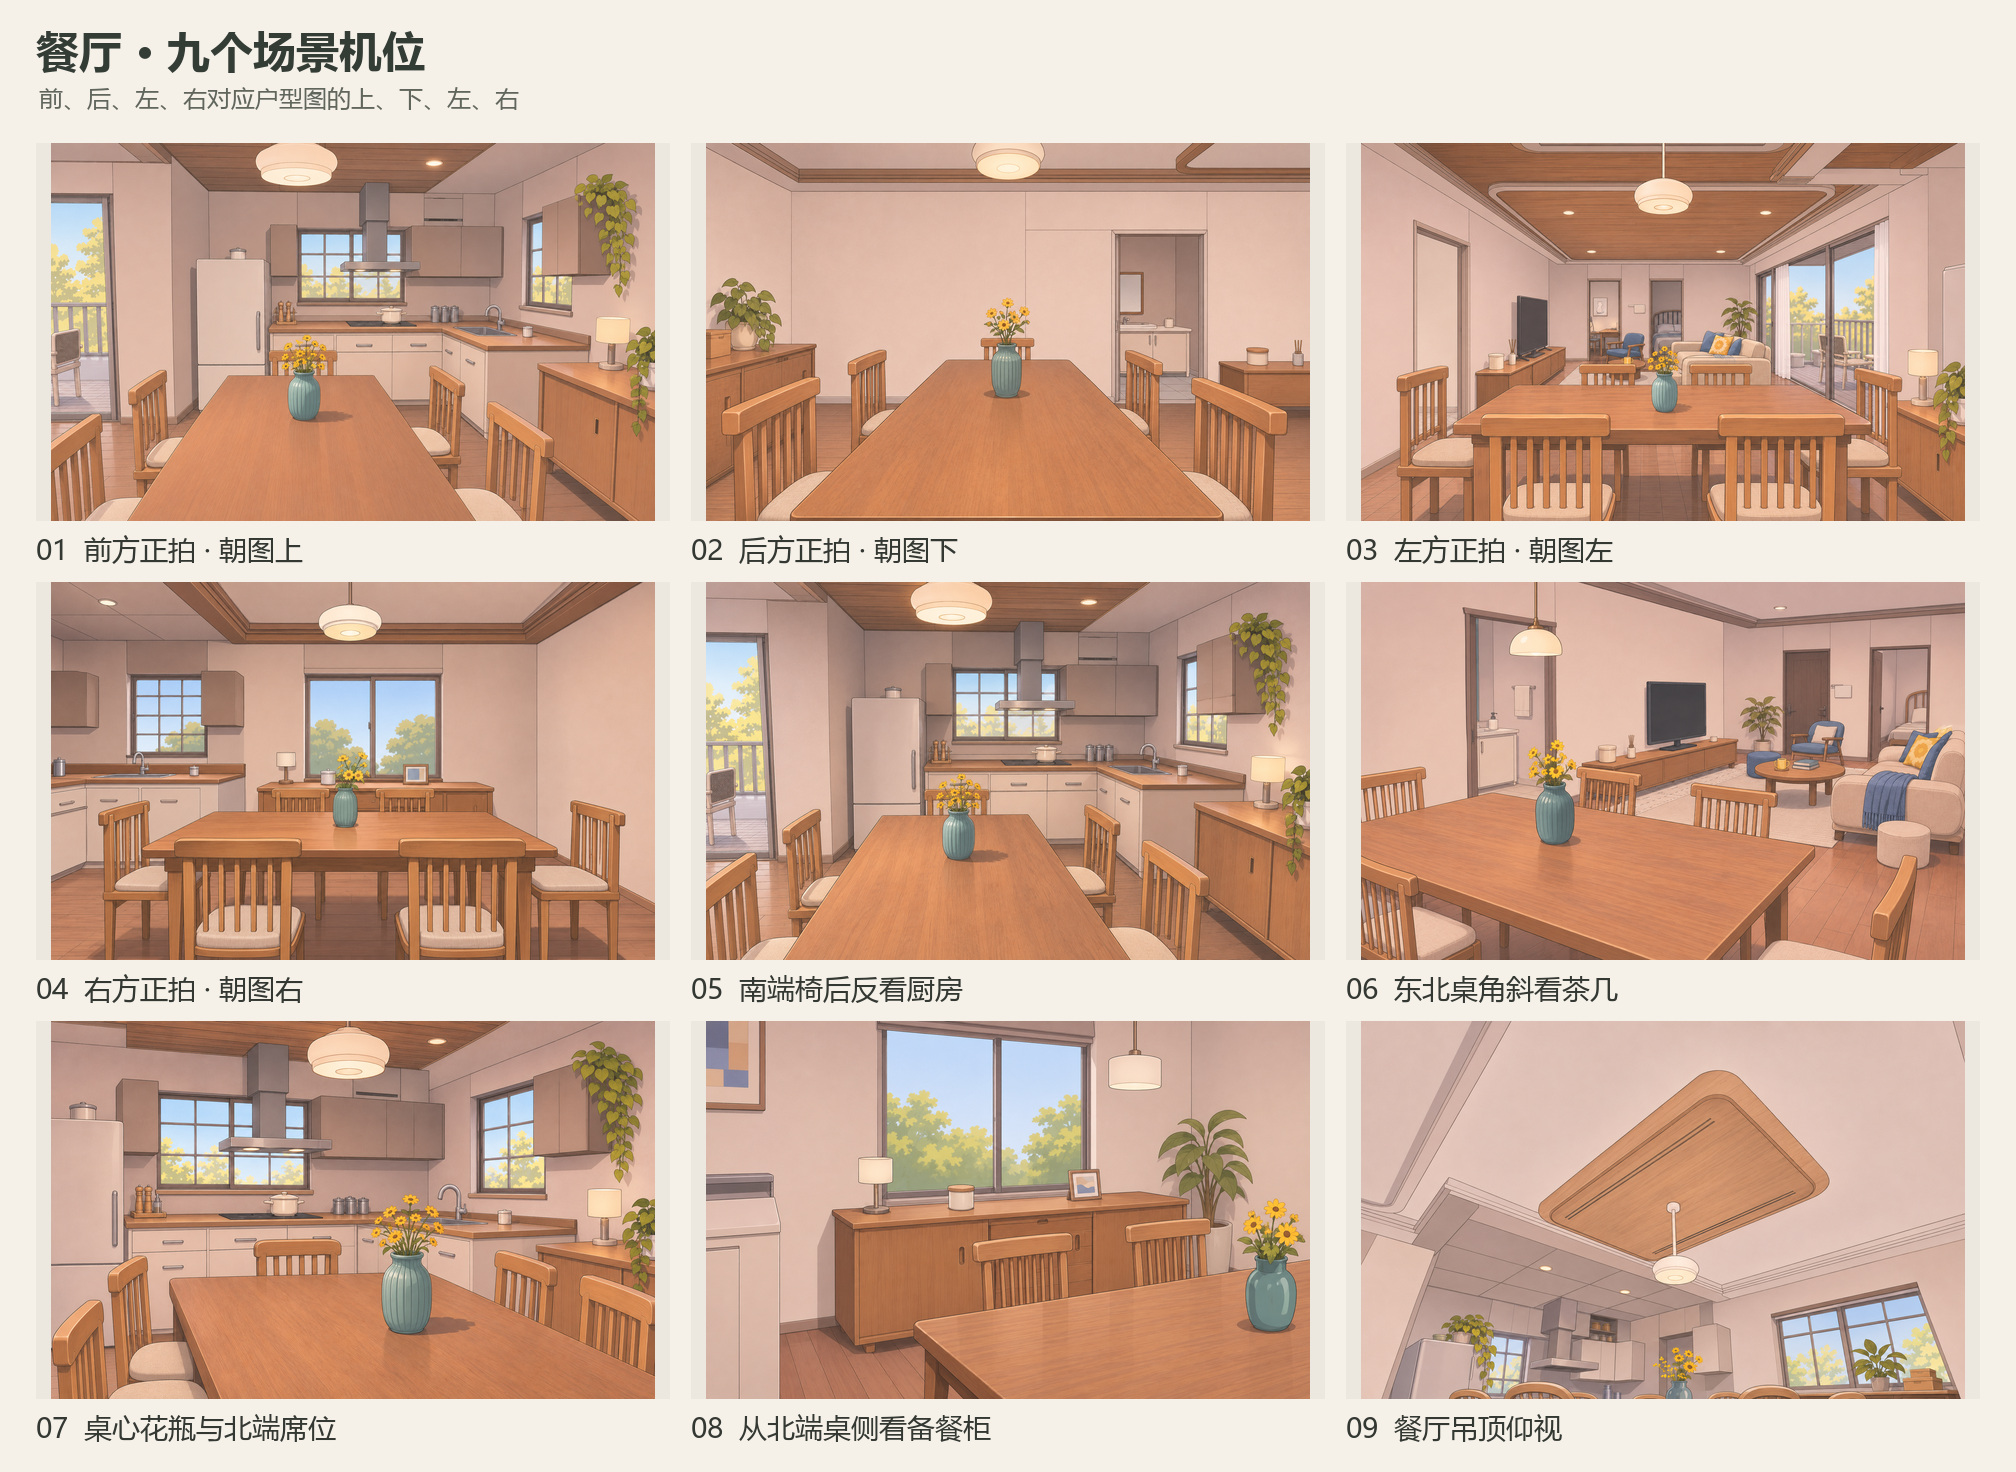 餐厅·九个场景机位
前、后、左、右对应户型图的上、下、左、右
01 前方正拍·朝图上
02 后方正拍·朝图下
03 左方正拍·朝图左
04 右方正拍·朝图右
05 南端椅后反看厨房
06 东北桌角斜看茶几
07 桌心花瓶与北端席位
08 从北端桌侧看备餐柜
09 餐厅吊顶仰视